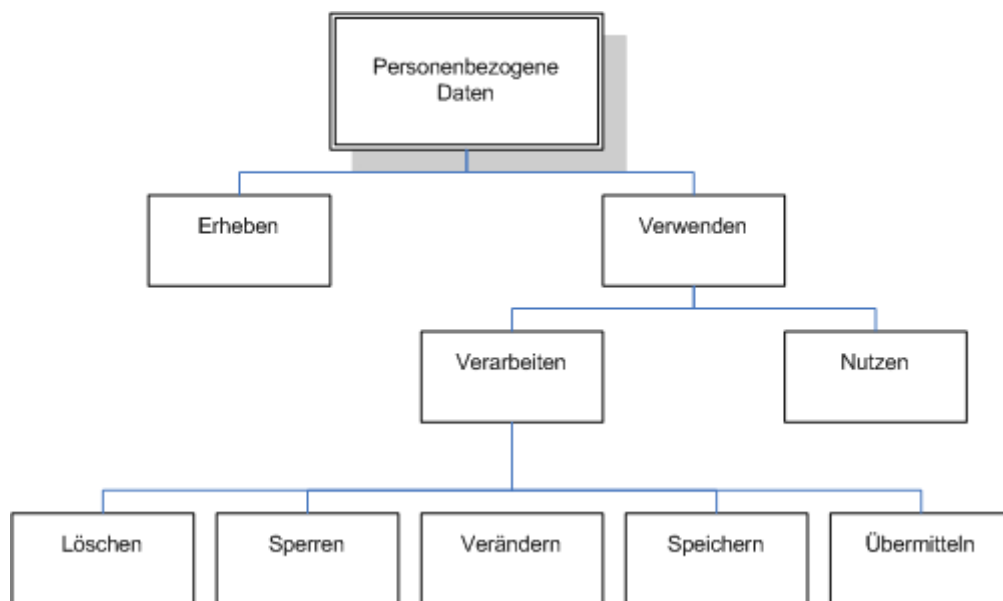 Personenbezogene
Daten
Erheben
Verwenden
Verarbeiten
Nutzen
Löschen
Sperren
Verändern
Speichern
Übermitteln